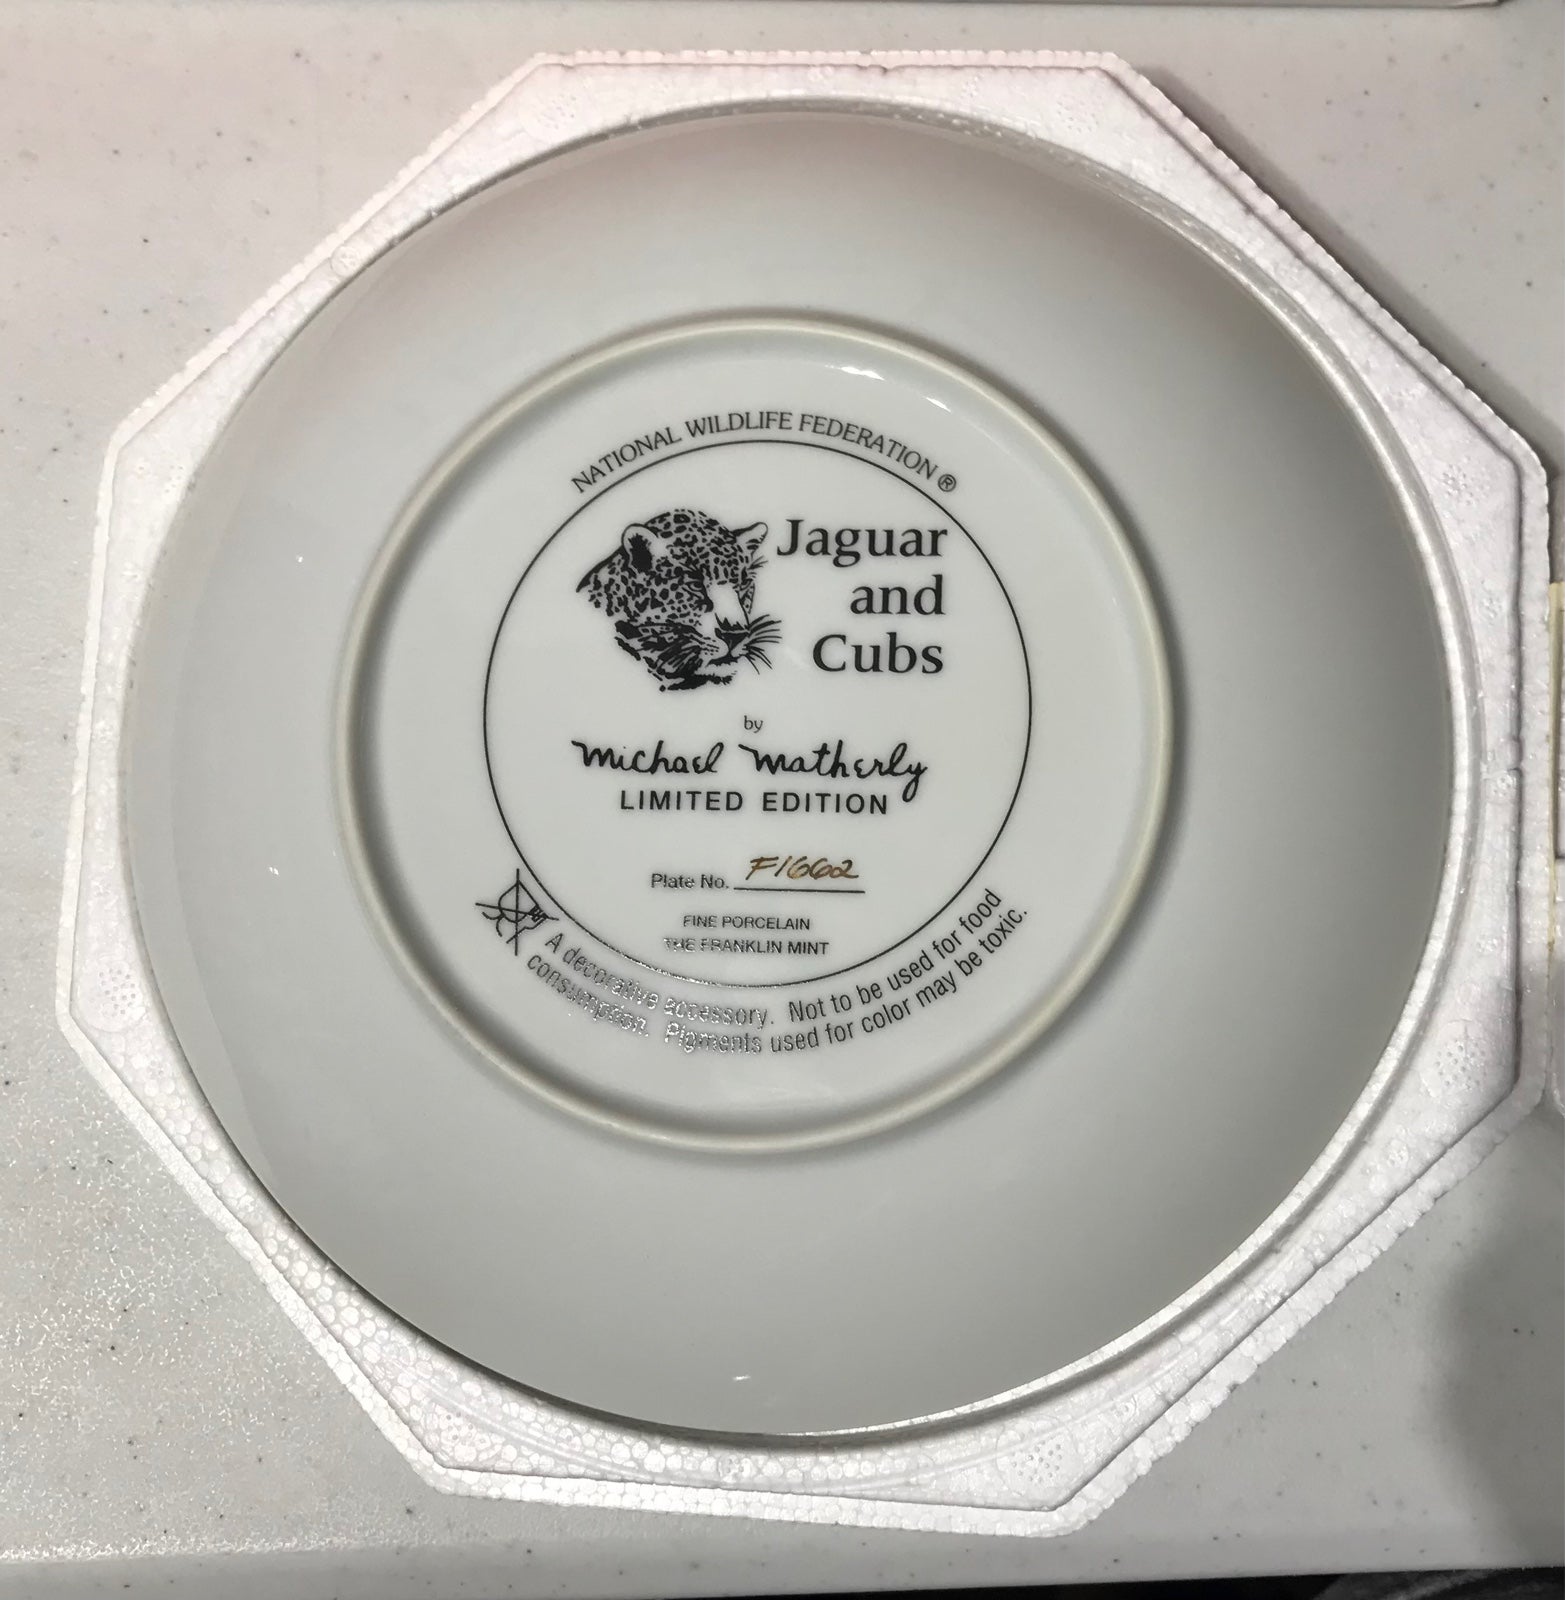 NATIONAL WILDLIFE FEDERATION ®
Jaguar
and
Cubs
by
Michael Matherly
LIMITED EDITION
Plate No. F1662
FINE PORCELAIN
THE FRANKLIN MINT
A decorative accessory. Not to be used for food
consumption. Pigments used for color may be toxic.